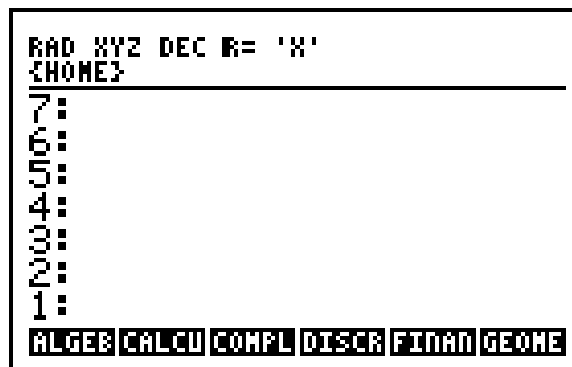 RAD XYZ DEC R= 'X'
{HOME}
7:
6:
5:
4:
3:
2:
1:
ALGEB CALCU COMPL DISCR FINAN GEOME